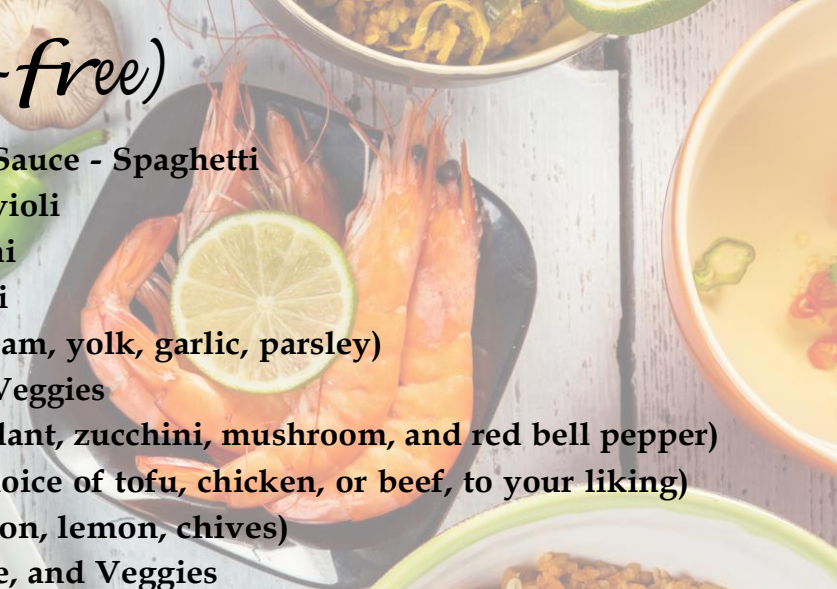 -free)
Sauce - Spaghetti
violi
ni
i
am, yolk, garlic, parsley)
Veggies
lant, zucchini, mushroom, and red bell pepper)
oice of tofu, chicken, or beef, to your liking)
on, lemon, chives)
e, and Veggies